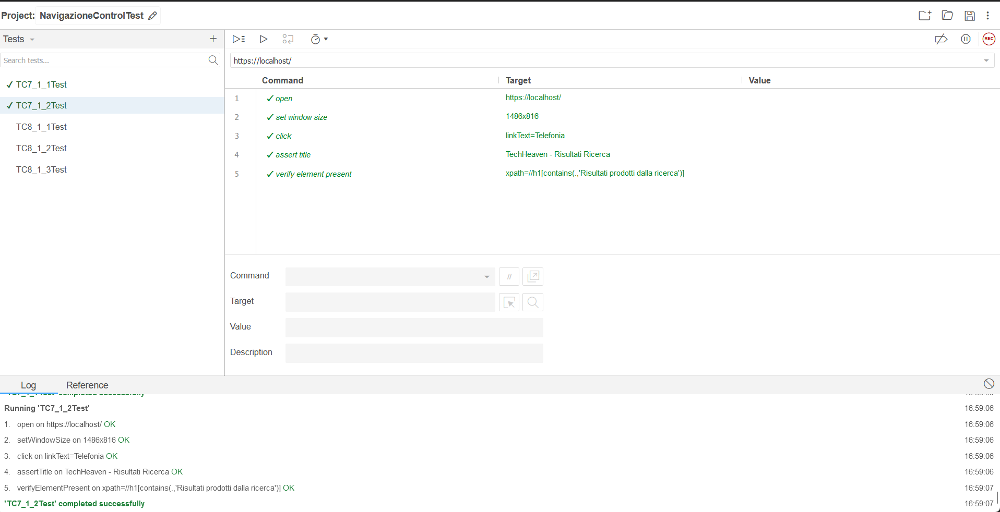 Project: NavigazioneControlTest
Tests
Search tests...
✓ TC7_1_1Test
✓ TC7_1_2Test
TC8_1_1Test
TC8_1_2Test
TC8_1_3Test
REC
https://localhost/
Command Target Value
1 ✓ open https://localhost/
2 ✓ set window size 1486x816
3 ✓ click linkText=Telefonia
4 ✓ assert title TechHeaven - Risultati Ricerca
5 ✓ verify element present xpath=//h1[contains(.,'Risultati prodotti dalla ricerca')]
Command //
Target
Value
Description
Log Reference
completed successfully
Running 'TC7_1_2Test' 16:59:06
1. open on https://localhost/ OK 16:59:06
2. setWindowSize on 1486x816 OK 16:59:06
3. click on linkText=Telefonia OK 16:59:06
4. assertTitle on TechHeaven - Risultati Ricerca OK 16:59:06
5. verifyElementPresent on xpath=//h1[contains(.,'Risultati prodotti dalla ricerca')] OK 16:59:07
'TC7_1_2Test' completed successfully 16:59:07